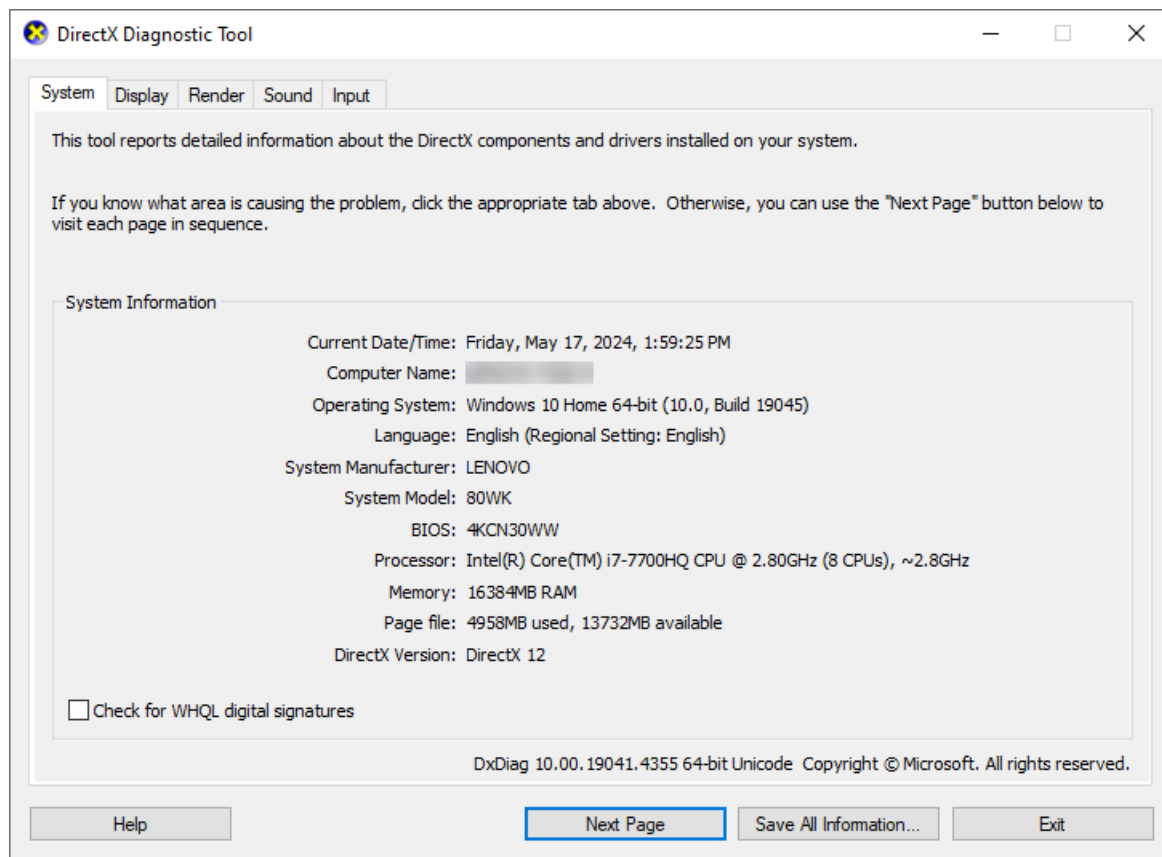 DirectX Diagnostic Tool
System Display Render Sound Input
This tool reports detailed information about the DirectX components and drivers installed on your system.
If you know what area is causing the problem, click the appropriate tab above.  Otherwise, you can use the "Next Page" button below to
visit each page in sequence.
System Information
Current Date/Time: Friday, May 17, 2024, 1:59:25 PM
Computer Name:
Operating System: Windows 10 Home 64-bit (10.0, Build 19045)
Language: English (Regional Setting: English)
System Manufacturer: LENOVO
System Model: 80WK
BIOS: 4KCN30WW
Processor: Intel(R) Core(TM) i7-7700HQ CPU @ 2.80GHz (8 CPUs), ~2.8GHz
Memory: 16384MB RAM
Page file: 4958MB used, 13732MB available
DirectX Version: DirectX 12
Check for WHQL digital signatures
DxDiag 10.00.19041.4355 64-bit Unicode  Copyright © Microsoft. All rights reserved.
Help Next Page Save All Information... Exit